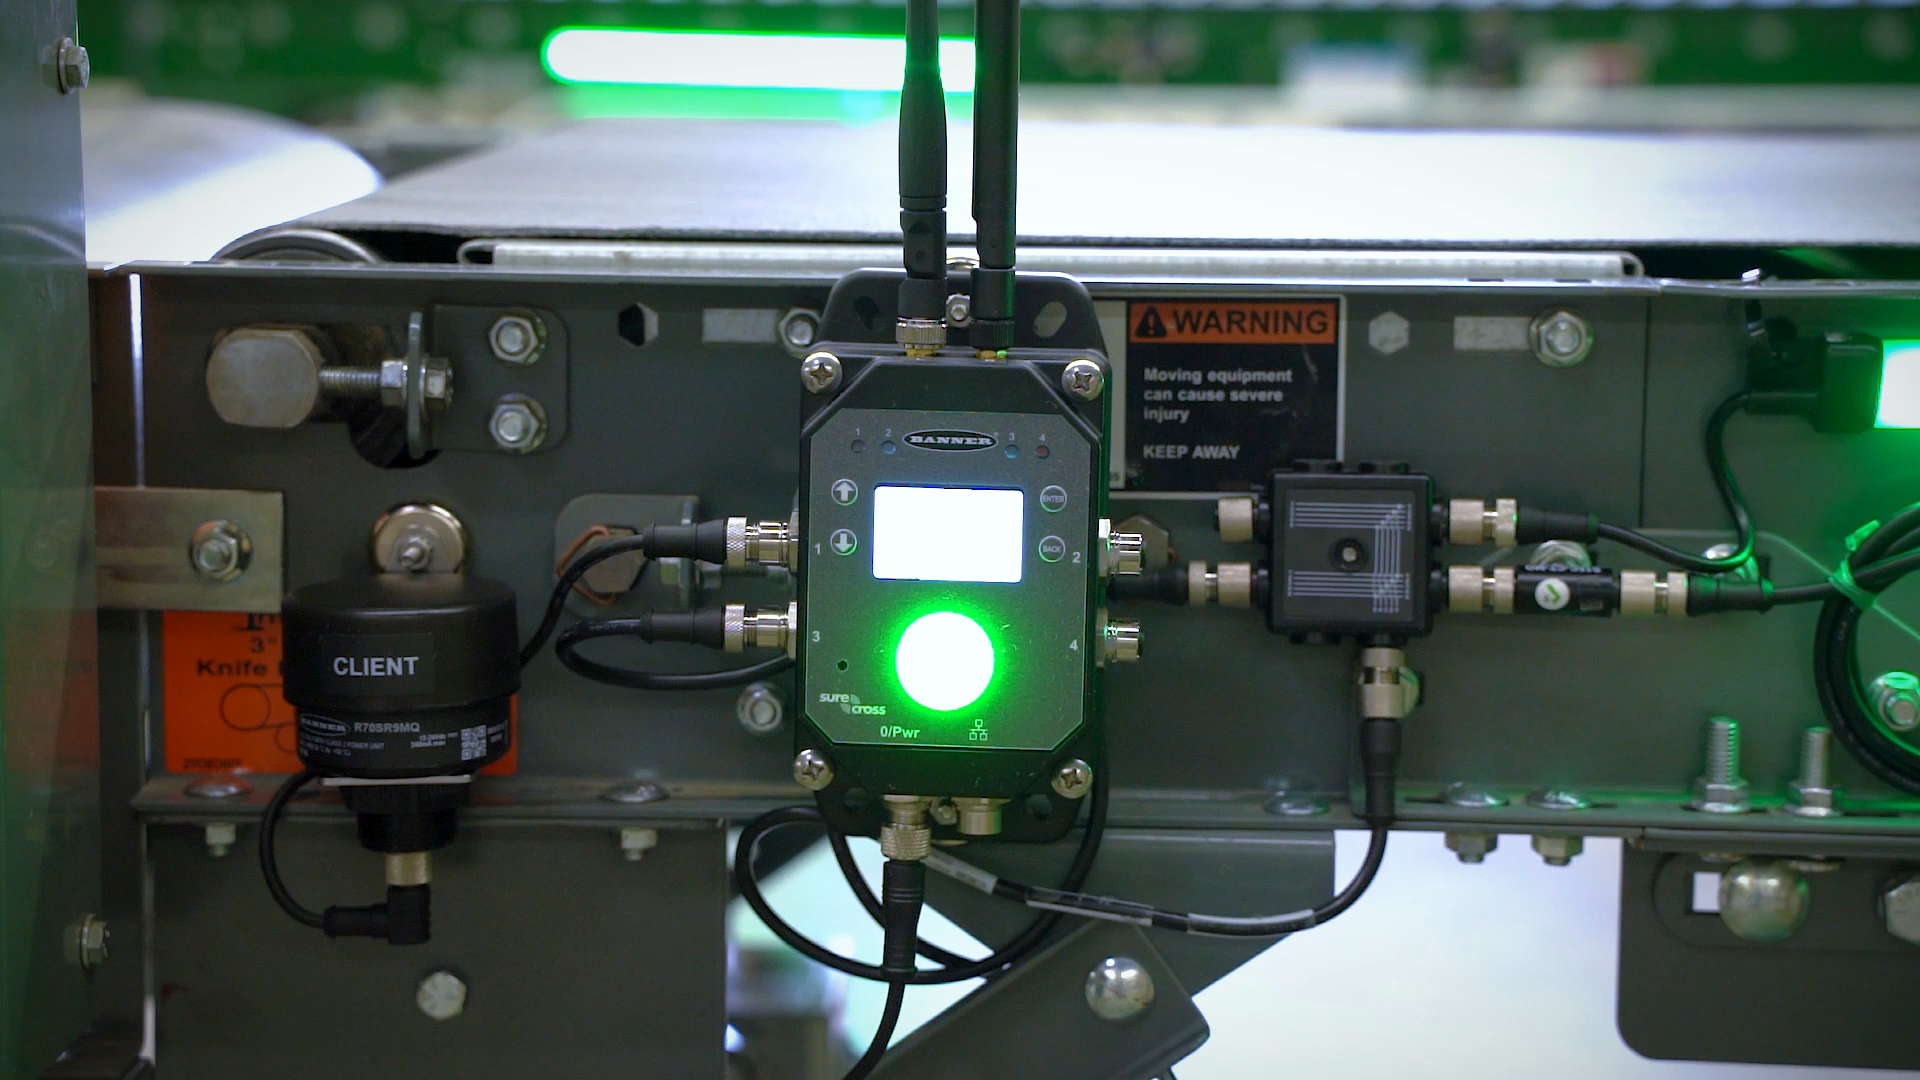 WARNING
Moving equipment
can cause severe
injury
KEEP AWAY
1 2 BANNER 3 4
ENTER
1 BACK 2
3 4
sure cross
0/Pwr
3"
Knife
CLIENT
BANNER R70SR9MQ